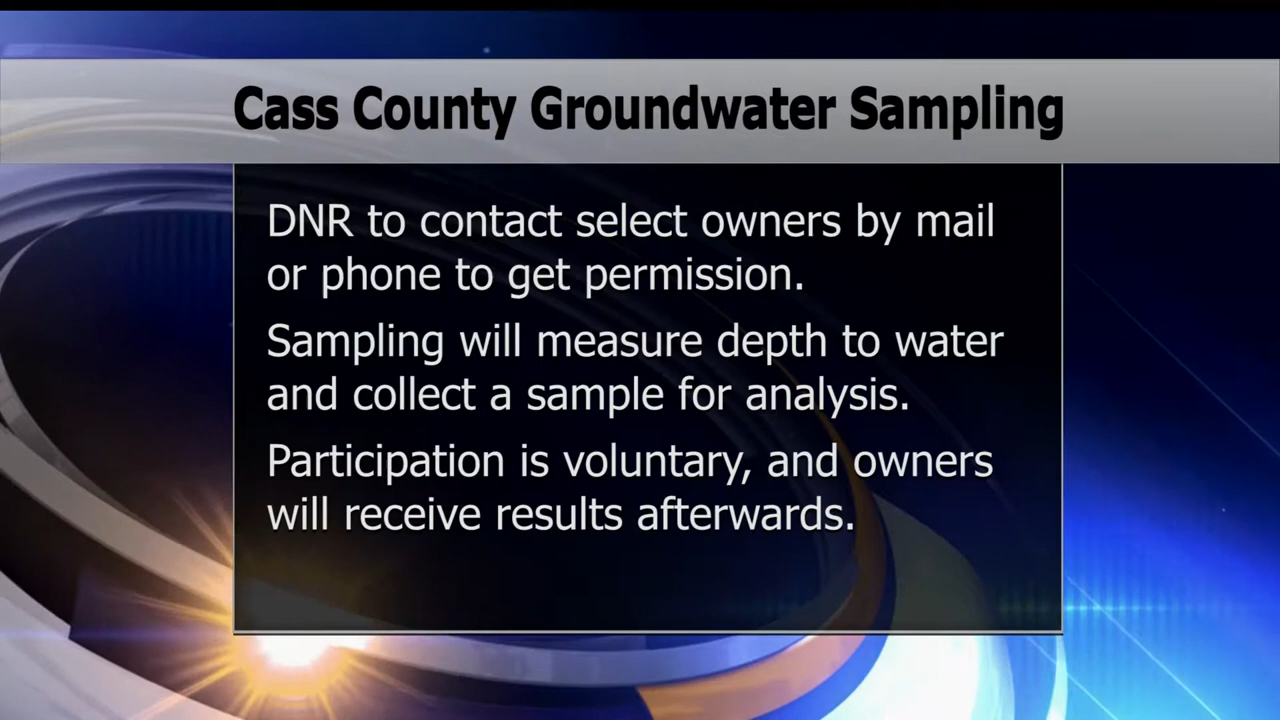 Cass County Groundwater Sampling
DNR to contact select owners by mail
or phone to get permission.
Sampling will measure depth to water
and collect a sample for analysis.
Participation is voluntary, and owners
will receive results afterwards.